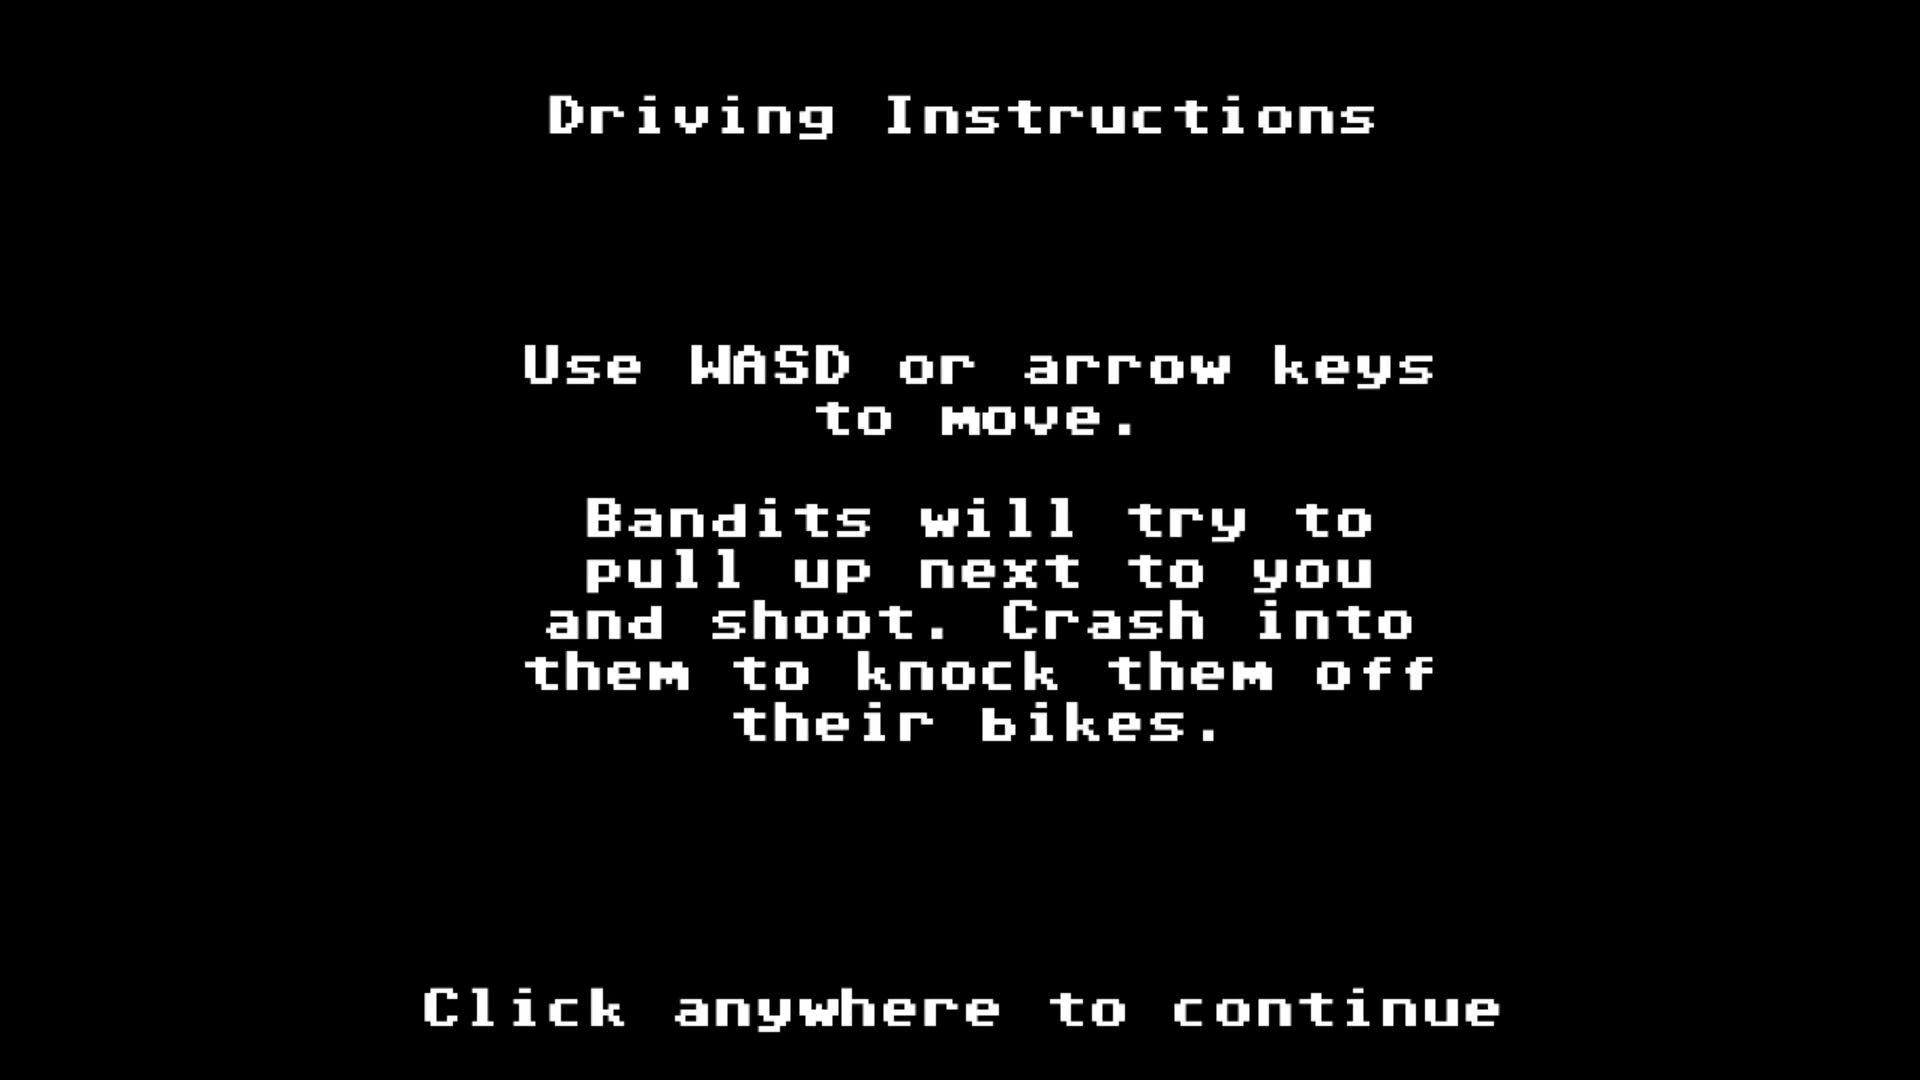 Driving Instructions
Use WASD or arrow keys
to move.
Bandits will try to
pull up next to you
and shoot. Crash into
them to knock them off
their bikes.
Click anywhere to continue